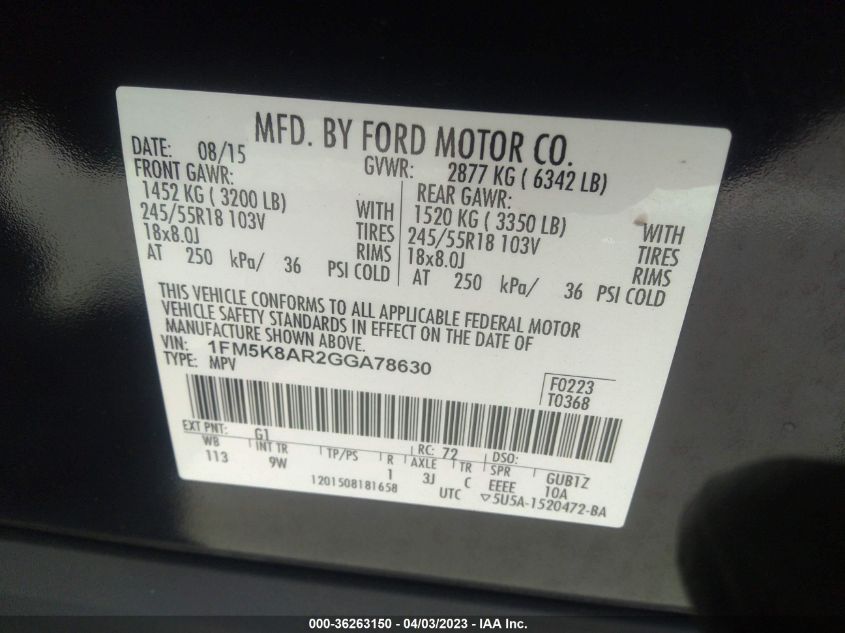 MFD. BY FORD MOTOR CO.
DATE: 08/15 GVWR: 2877 KG ( 6342 LB)
FRONT GAWR: REAR GAWR:
1452 KG ( 3200 LB) WITH 1520 KG ( 3350 LB) WITH
245/55R18 103V TIRES 245/55R18 103V TIRES
18x8.0J RIMS 18x8.0J RIMS
AT 250 kPa/ 36 PSI COLD AT 250 kPa/ 36 PSI COLD
THIS VEHICLE CONFORMS TO ALL APPLICABLE FEDERAL MOTOR
VEHICLE SAFETY STANDARDS IN EFFECT ON THE DATE OF
MANUFACTURE SHOWN ABOVE.
VIN: 1FM5K8AR2GGA78630
TYPE: MPV
F0223
T0368
EXT PNT: G1 RC: 72 DSO:
WB INT TR TP/PS R AXLE TR SPR GUB1Z
113 9W 1 3J C EEEE 10A
1201508181658 UTC ▽5U5A-1520472-BA
000-36263150 - 04/03/2023 - IAA Inc.